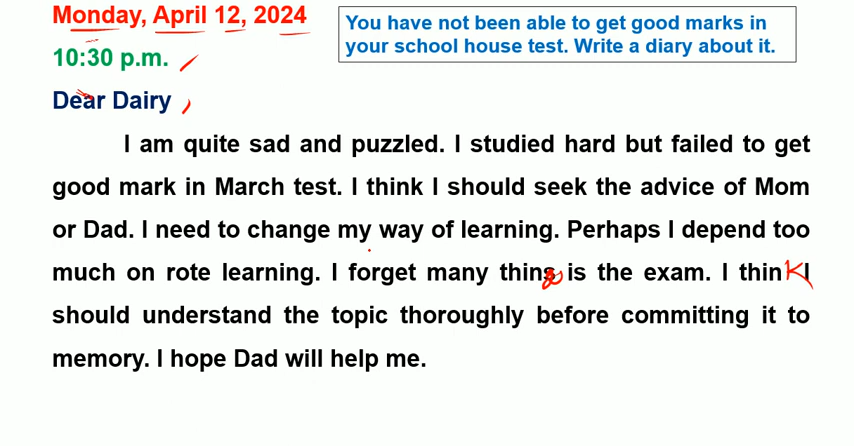 Monday, April 12, 2024
You have not been able to get good marks in
your school house test. Write a diary about it.
10:30 p.m.
Dear Dairy ,
I am quite sad and puzzled. I studied hard but failed to get
good mark in March test. I think I should seek the advice of Mom
or Dad. I need to change my way of learning. Perhaps I depend too
much on rote learning. I forget many things is the exam. I thinK I
should understand the topic thoroughly before committing it to
memory. I hope Dad will help me.